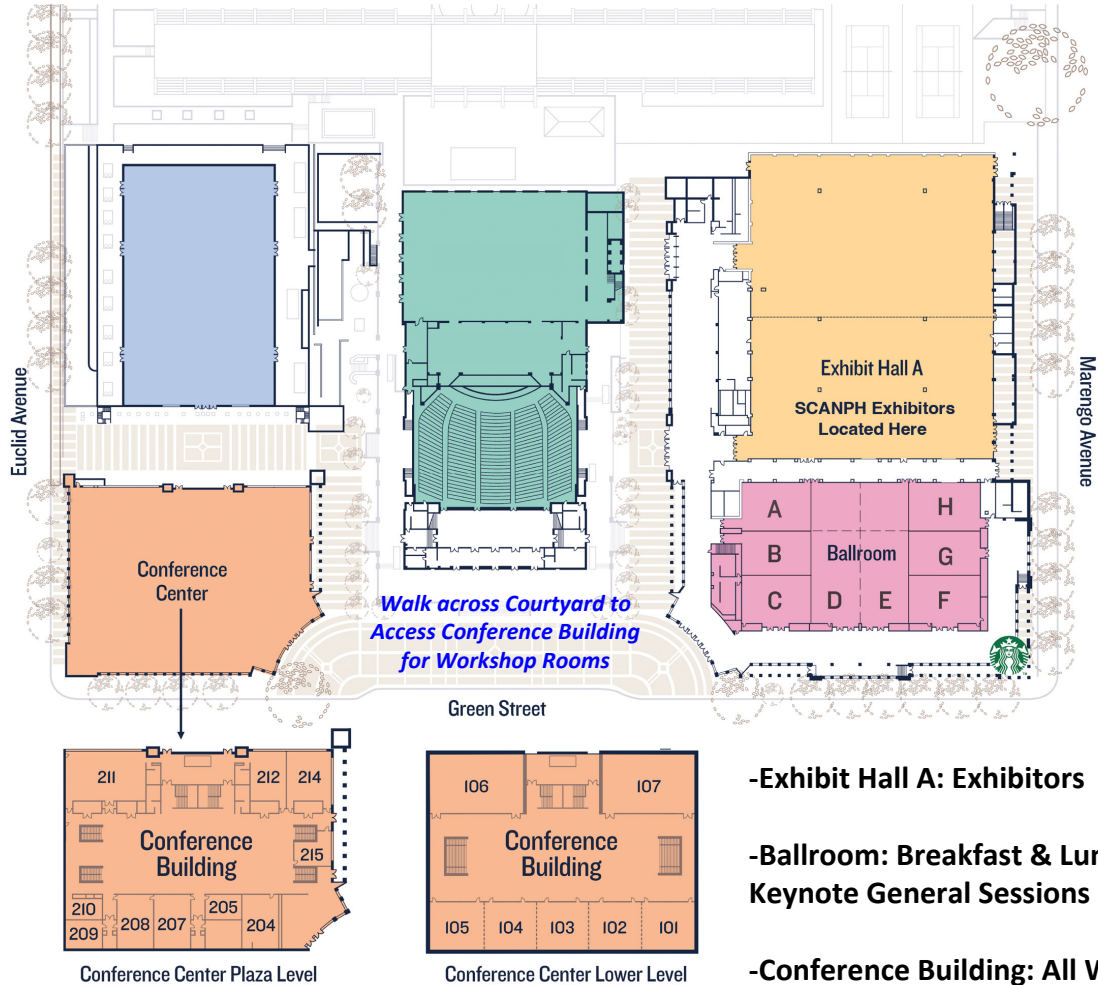 Euclid Avenue
Marengo Avenue
Exhibit Hall A
SCANPH Exhibitors
Located Here
A
H
B
Ballroom
G
C
D
E
F
Conference
Center
Walk across Courtyard to
Access Conference Building
for Workshop Rooms
Green Street
211
212
214
Conference
Building
215
210
209
208
207
205
204
Conference Center Plaza Level
106
107
Conference
Building
105
104
103
102
101
Conference Center Lower Level
-Exhibit Hall A: Exhibitors
-Ballroom: Breakfast & Lun
Keynote General Sessions
-Conference Building: All W